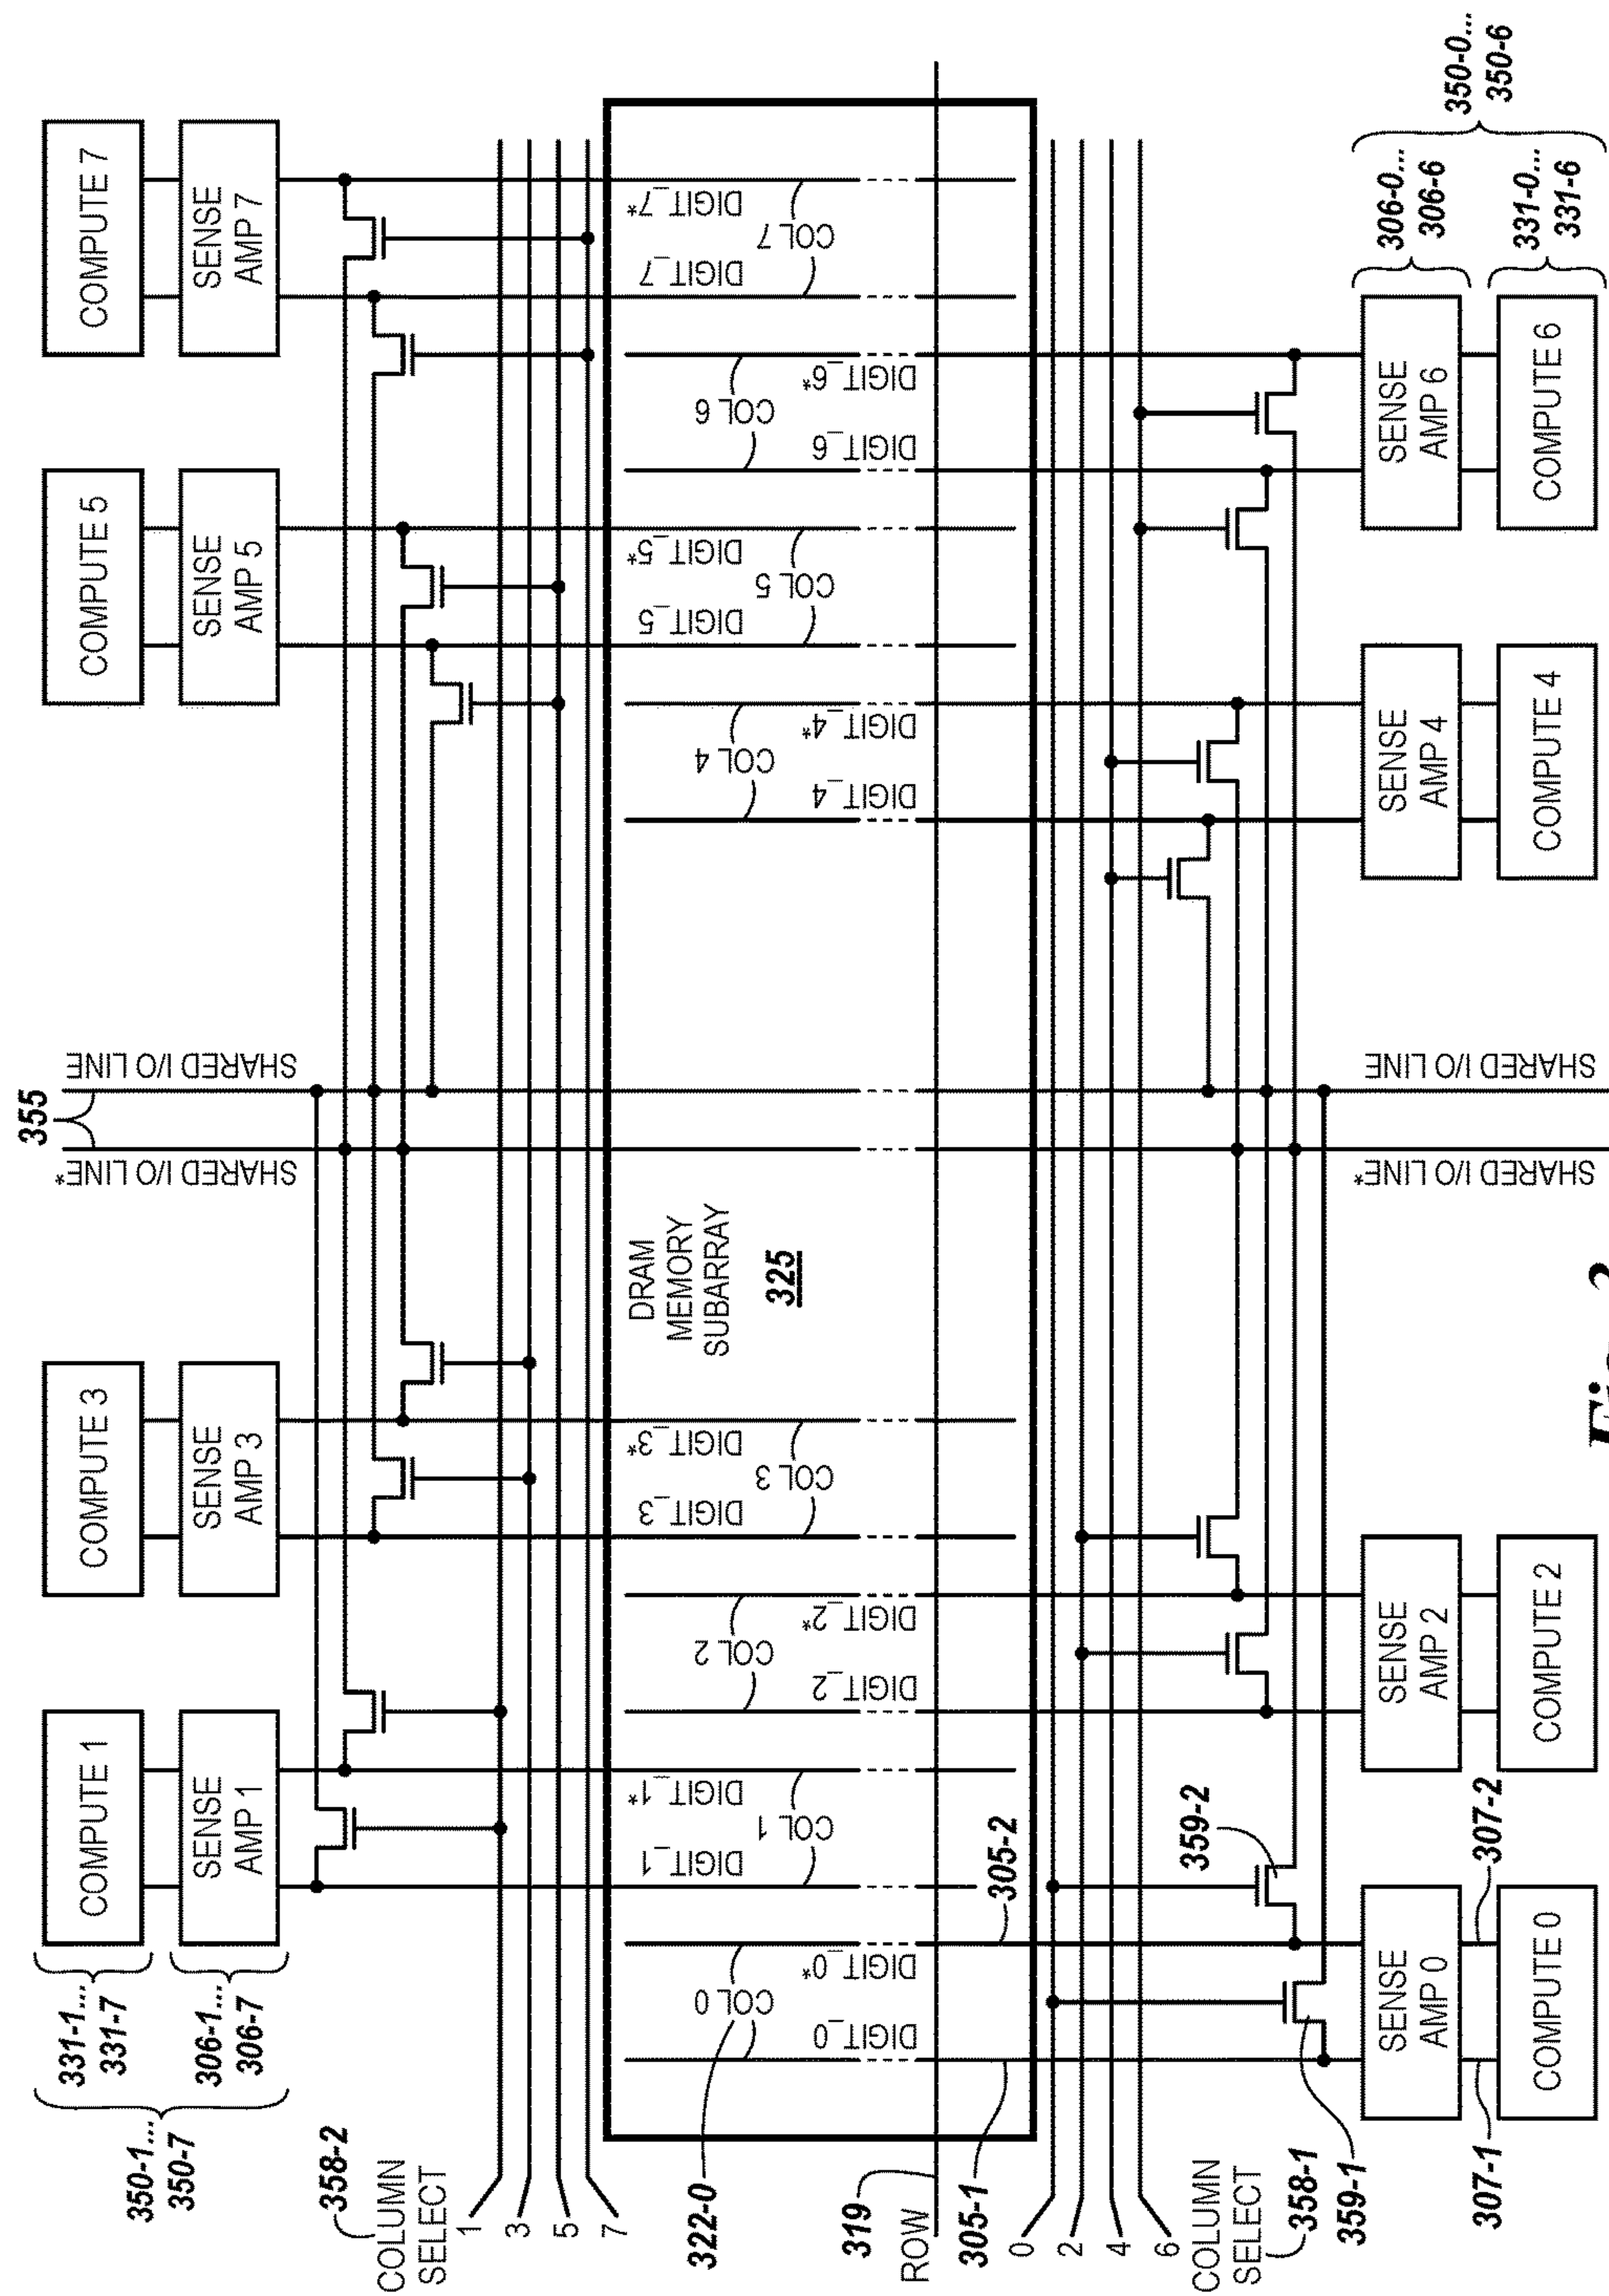 355
SHARED I/O LINE*
SHARED I/O LINE
COMPUTE 1
COMPUTE 3
COMPUTE 5
COMPUTE 7
SENSE
AMP 1
SENSE
AMP 3
SENSE
AMP 5
SENSE
AMP 7
331-1...
331-7
306-1...
306-7
350-1...
350-7
358-2
COLUMN
SELECT
1
3
5
7
DRAM
MEMORY
SUBARRAY
325
322-0
COL 0
DIGIT_0
DIGIT_0*
COL 1
DIGIT_1
DIGIT_1*
COL 2
DIGIT_2
DIGIT_2*
COL 3
DIGIT_3
DIGIT_3*
COL 4
DIGIT_4
DIGIT_4*
COL 5
DIGIT_5
DIGIT_5*
COL 6
DIGIT_6
DIGIT_6*
COL 7
DIGIT_7
DIGIT_7*
319
ROW
305-1
305-2
0
2
4
6
COLUMN
SELECT
358-1
359-1
359-2
307-1
307-2
SENSE
AMP 0
SENSE
AMP 2
SENSE
AMP 4
SENSE
AMP 6
COMPUTE 0
COMPUTE 2
COMPUTE 4
COMPUTE 6
SHARED I/O LINE*
SHARED I/O LINE
306-0...
306-6
331-0...
331-6
350-0...
350-6